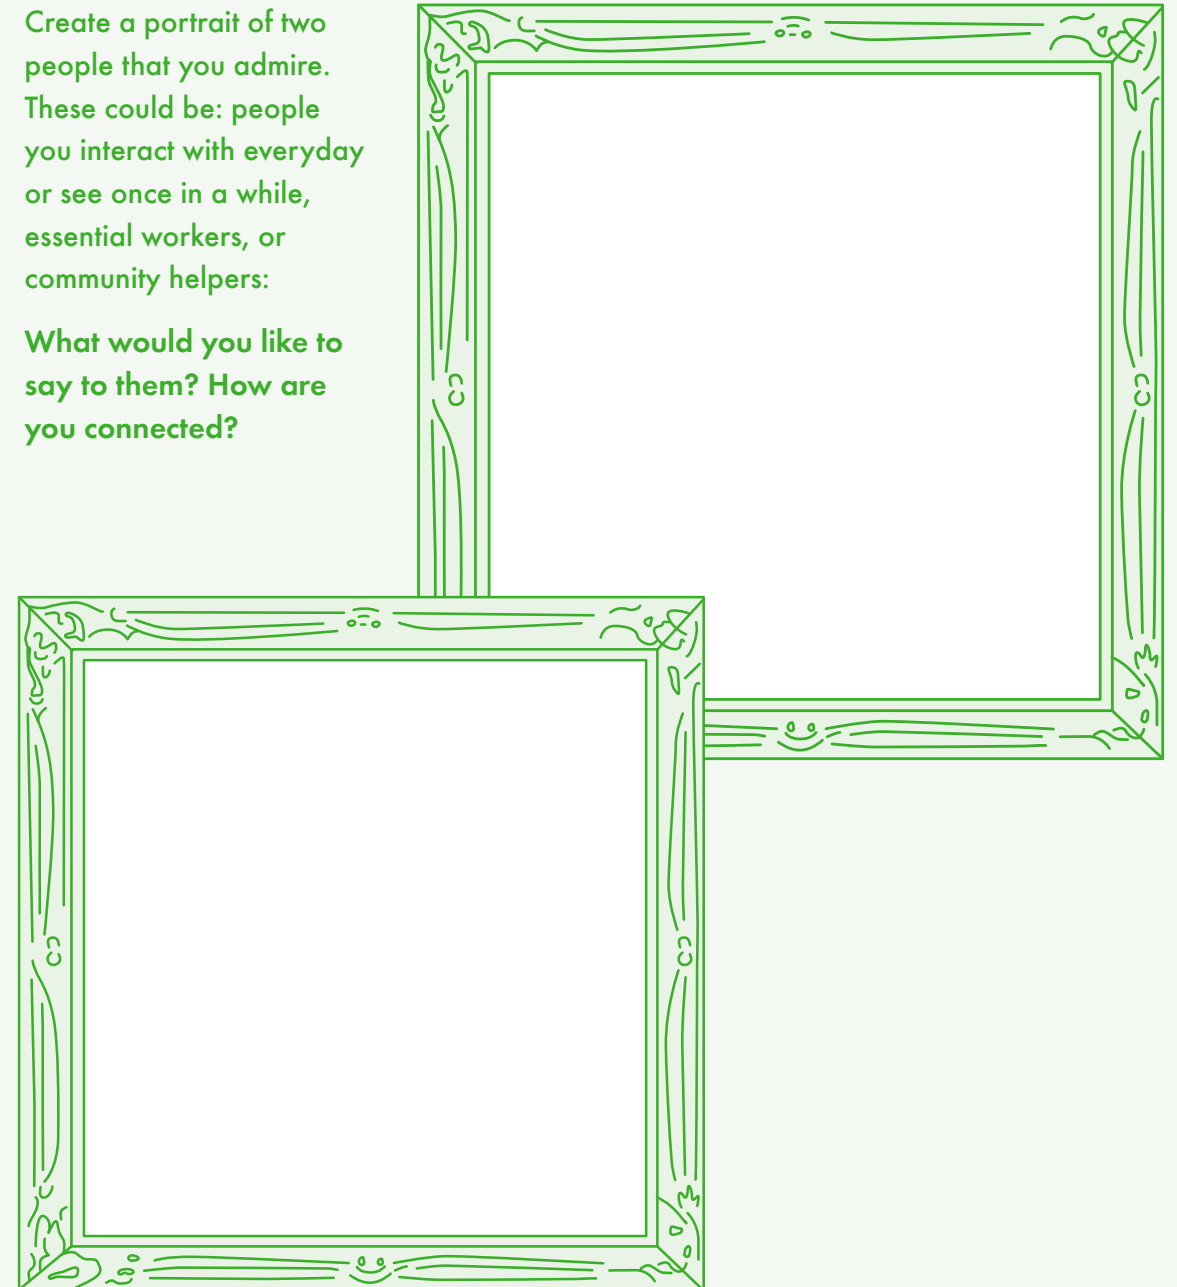 Create a portrait of two
people that you admire.
These could be: people
you interact with everyday
or see once in a while,
essential workers, or
community helpers:
What would you like to
say to them? How are
you connected?